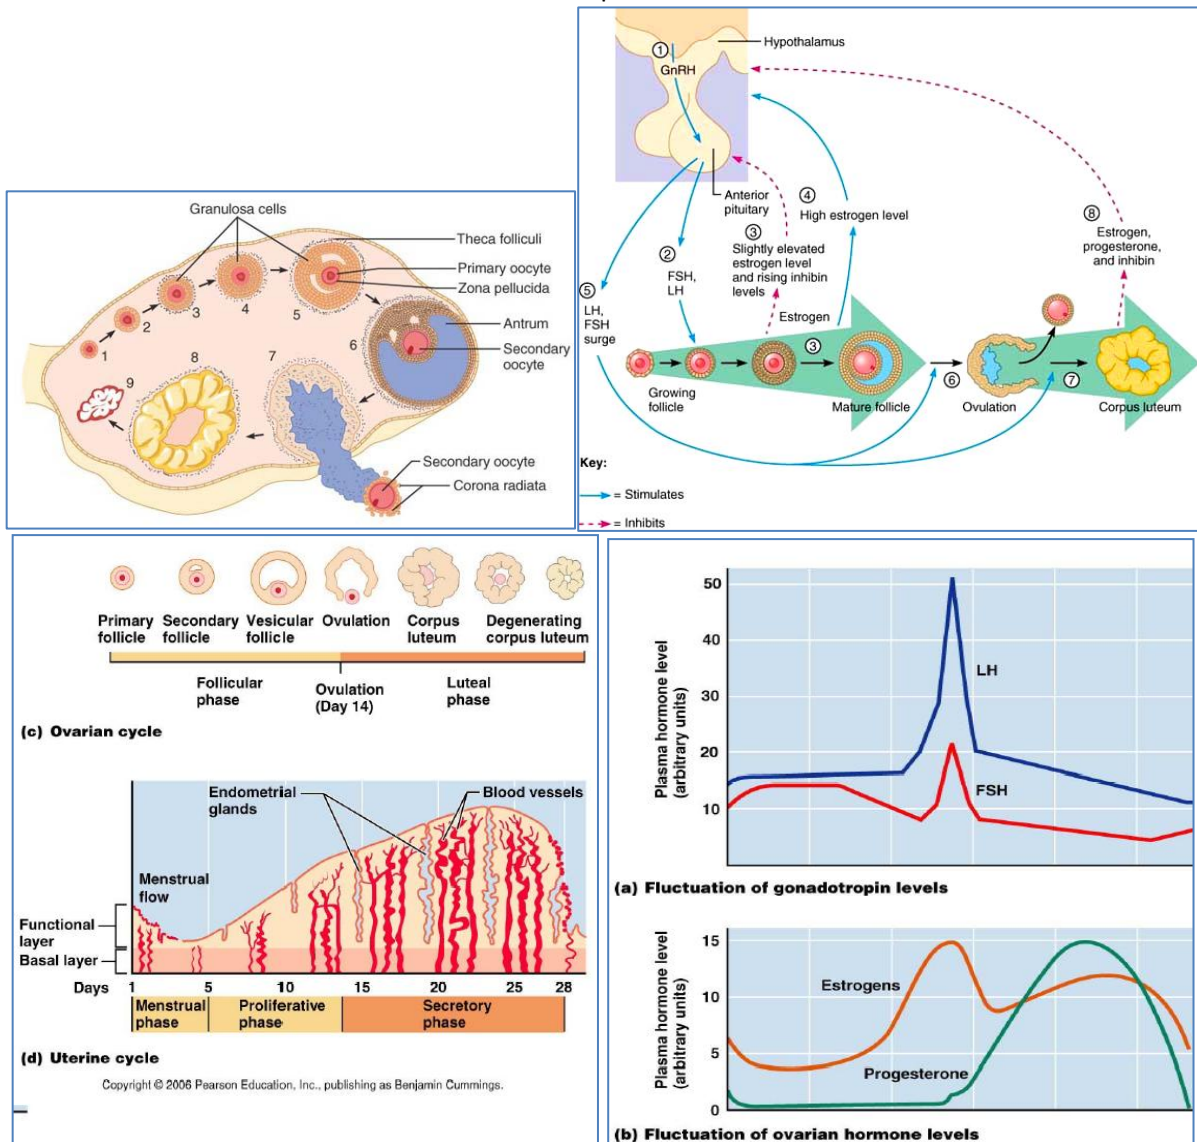 Granulosa cells
Theca folliculi
Primary oocyte
Zona pellucida
Antrum
Secondary
oocyte
1
2
3
4
5
6
7
8
9
Secondary oocyte
Corona radiata
Hypothalamus
1
GnRH
Anterior
pituitary
4
High estrogen level
3
Slightly elevated
estrogen level
and rising inhibin
levels
8
Estrogen,
progesterone,
and inhibin
2
FSH,
LH
5
LH,
FSH
surge
Estrogen
3
6
7
Growing
follicle
Mature follicle
Ovulation
Corpus luteum
Key:
= Stimulates
= Inhibits
Primary
follicle
Secondary
follicle
Vesicular
follicle
Ovulation
Corpus
luteum
Degenerating
corpus luteum
Follicular
phase
Ovulation
(Day 14)
Luteal
phase
(c) Ovarian cycle
Endometrial
glands
Blood vessels
Menstrual
flow
Functional
layer
Basal layer
Days 1 5 10 15 20 25 28
Menstrual
phase
Proliferative
phase
Secretory
phase
(d) Uterine cycle
Copyright © 2006 Pearson Education, Inc., publishing as Benjamin Cummings.
Plasma hormone level
(arbitrary units)
50
40
30
20
10
LH
FSH
(a) Fluctuation of gonadotropin levels
Plasma hormone level
(arbitrary units)
15
10
5
0
Estrogens
Progesterone
(b) Fluctuation of ovarian hormone levels